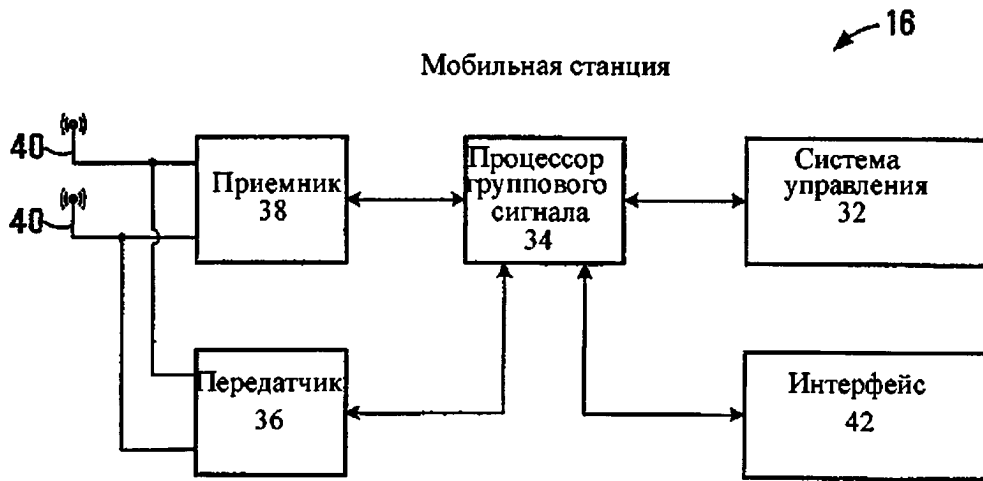 16
Мобильная станция
40
40
Приемник
38
Процессор
группового
сигнала
34
Система
управления
32
Передатчик
36
Интерфейс
42